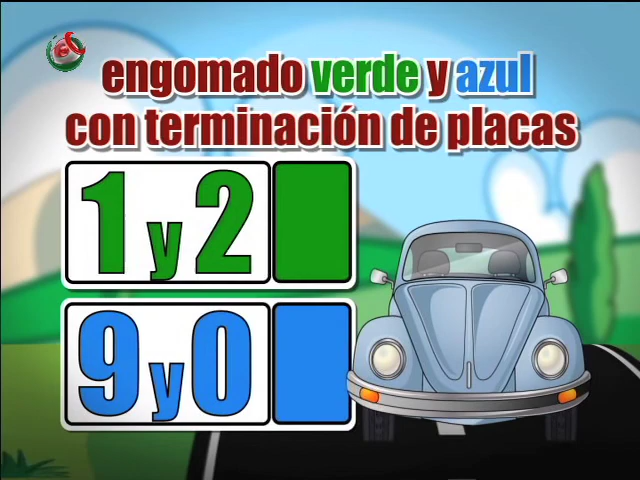 engomado verde y azul
con terminación de placas
1 y 2
9 y 0